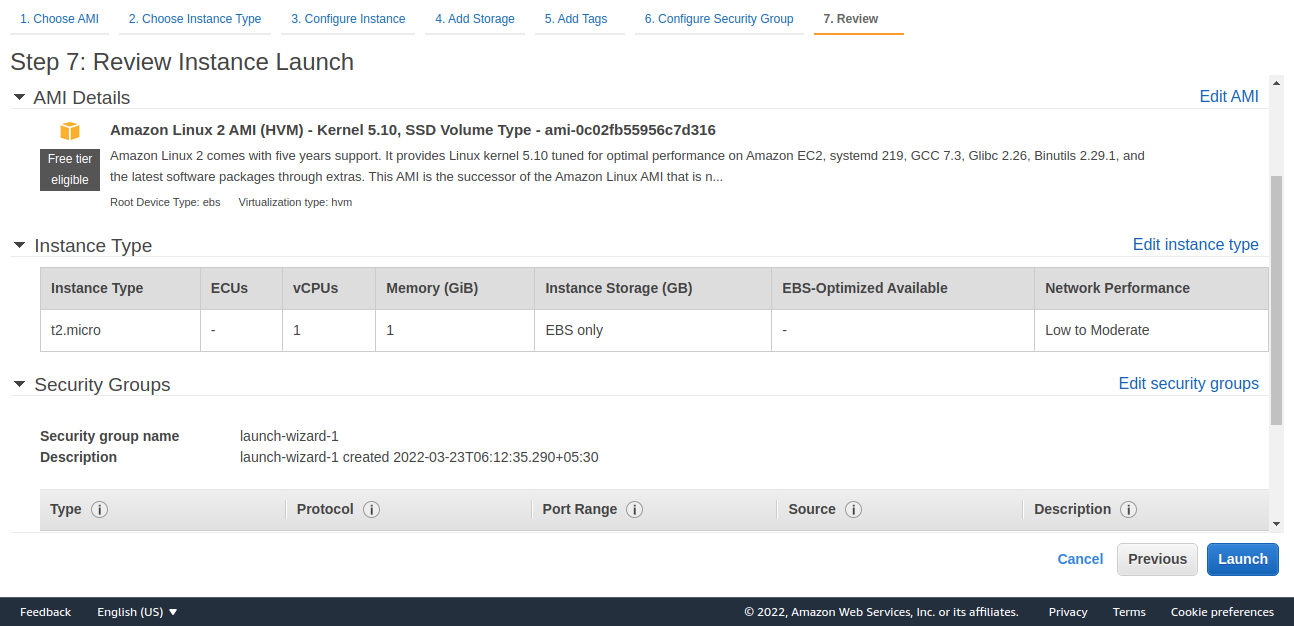 1. Choose AMI 2. Choose Instance Type 3. Configure Instance 4. Add Storage 5. Add Tags 6. Configure Security Group 7. Review
Step 7: Review Instance Launch
AMI Details Edit AMI
Amazon Linux 2 AMI (HVM) - Kernel 5.10, SSD Volume Type - ami-0c02fb55956c7d316
Free tier
eligible
Amazon Linux 2 comes with five years support. It provides Linux kernel 5.10 tuned for optimal performance on Amazon EC2, systemd 219, GCC 7.3, Glibc 2.26, Binutils 2.29.1, and
the latest software packages through extras. This AMI is the successor of the Amazon Linux AMI that is n...
Root Device Type: ebs Virtualization type: hvm
Instance Type Edit instance type
Instance Type ECUs vCPUs Memory (GiB) Instance Storage (GB) EBS-Optimized Available Network Performance
t2.micro - 1 1 EBS only - Low to Moderate
Security Groups Edit security groups
Security group name launch-wizard-1
Description launch-wizard-1 created 2022-03-23T06:12:35.290+05:30
Type i Protocol i Port Range i Source i Description i
Cancel Previous Launch
Feedback English (US) © 2022, Amazon Web Services, Inc. or its affiliates. Privacy Terms Cookie preferences